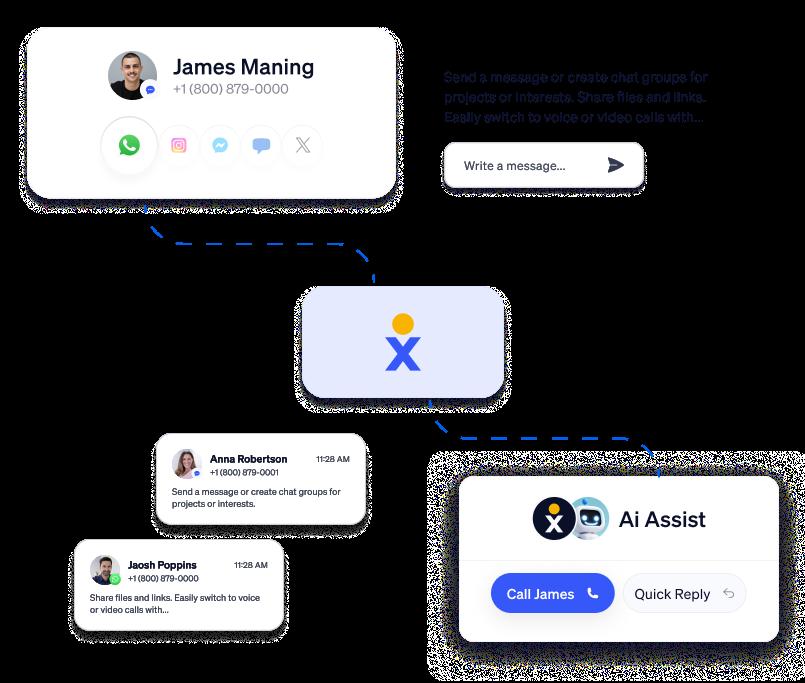 James Maning
+1 (800) 879-0000
Send a message or create chat groups for
projects or interests. Share files and links.
Easily switch to voice or video calls with...
Write a message...
Anna Robertson
11:28 AM
+1 (800) 879-0001
Send a message or create chat groups for
projects or interests.
Jaosh Poppins
11:28 AM
+1 (800) 879-0000
Share files and links. Easily switch to voice
or video calls with...
Ai Assist
Call James
Quick Reply